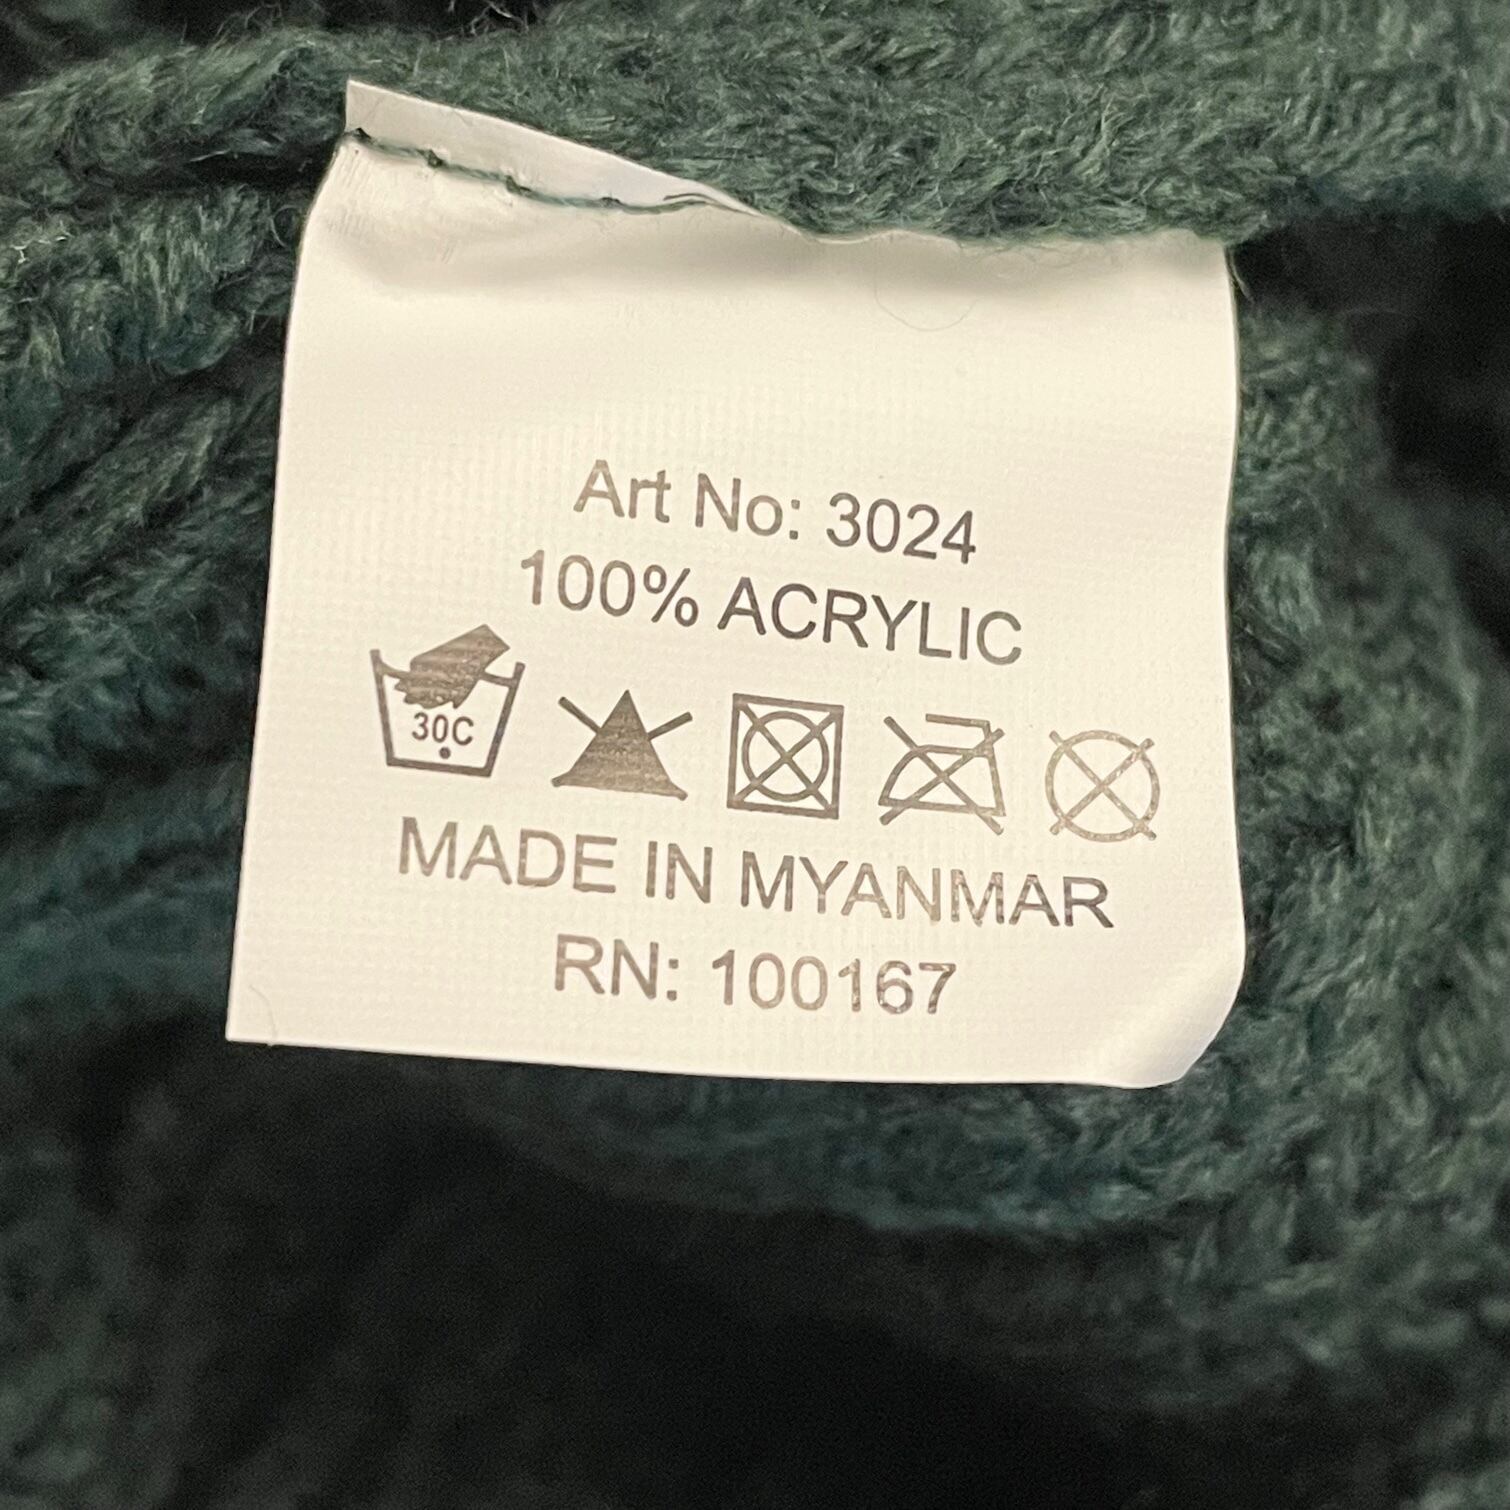 Art No: 3024
100% ACRYLIC
30C
MADE IN MYANMAR
RN: 100167